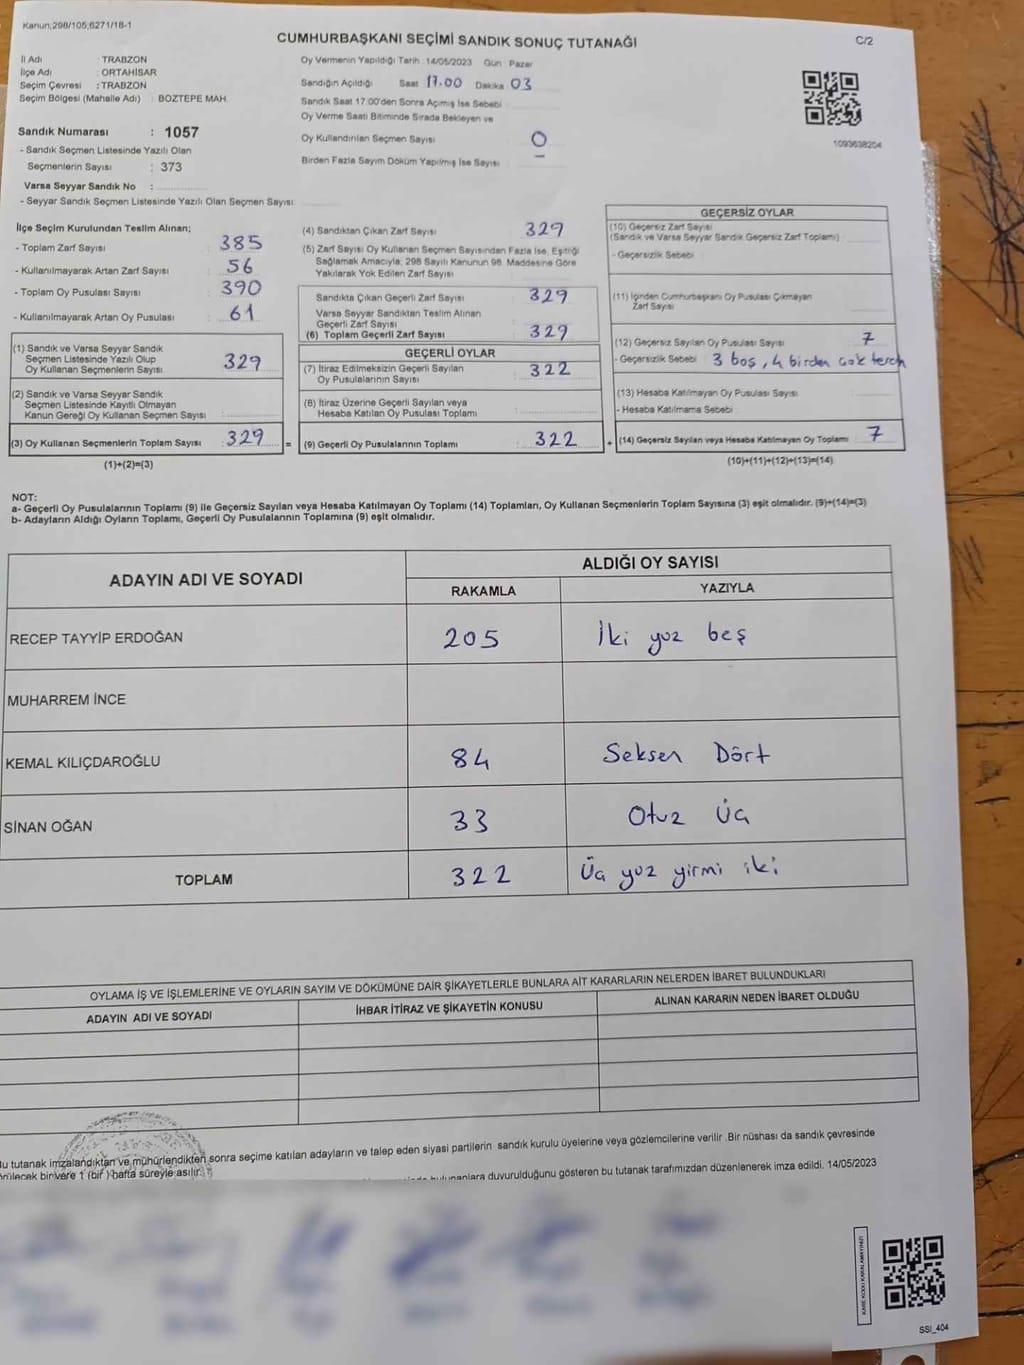 Kanun;298/105;6271/18-1
C/2
CUMHURBAŞKANI SEÇİMİ SANDIK SONUÇ TUTANAĞI
İl Adı : TRABZON
İlçe Adı : ORTAHİSAR
Seçim Çevresi : TRABZON
Seçim Bölgesi (Mahalle Adı) : BOZTEPE MAH.
Sandık Numarası : 1057
- Sandık Seçmen Listesinde Yazılı Olan
Seçmenlerin Sayısı : 373
Varsa Seyyar Sandık No :
- Seyyar Sandık Seçmen Listesinde Yazılı Olan Seçmen Sayısı:
Oy Vermenin Yapıldığı Tarih : 14/05/2023 Gün : Pazar
Sandığın Açıldığı Saat 17.00 Dakika 03
Sandık Saat 17.00'den Sonra Açımış İse Sebebi
Oy Verme Saati Bitiminde Sırada Bekleyen ve
Oy Kullandırılan Seçmen Sayısı 0
Birden Fazla Sayım Döküm Yapılmış İse Sayısı -
1093638204
İlçe Seçim Kurulundan Teslim Alınan;
- Toplam Zarf Sayısı : 385
- Kullanılmayarak Artan Zarf Sayısı : 56
- Toplam Oy Pusulası Sayısı : 390
- Kullanılmayarak Artan Oy Pusulası : 61
(1) Sandık ve Varsa Seyyar Sandık
Seçmen Listesinde Yazılı Olup
Oy Kullanan Seçmenlerin Sayısı : 329
(2) Sandık ve Varsa Seyyar Sandık
Seçmen Listesinde Kayıtlı Olmayan
Kanun Gereği Oy Kullanan Seçmen Sayısı :
(3) Oy Kullanan Seçmenlerin Toplam Sayısı : 329 =
(1)+(2)=(3)
(4) Sandıktan Çıkan Zarf Sayısı : 329
(5) Zarf Sayısı Oy Kullanan Seçmen Sayısından Fazla İse, Eşitliği
Sağlamak Amacıyla; 298 Sayılı Kanunun 98. Maddesine Göre
Yakılarak Yok Edilen Zarf Sayısı
Sandıkta Çıkan Geçerli Zarf Sayısı : 329
Varsa Seyyar Sandıktan Teslim Alınan
Geçerli Zarf Sayısı
(6) Toplam Geçerli Zarf Sayısı : 329
GEÇERLİ OYLAR
(7) İtiraz Edilmeksizin Geçerli Sayılan
Oy Pusulalarının Sayısı : 322
(8) İtiraz Üzerine Geçerli Sayılan veya
Hesaba Katılan Oy Pusulası Toplamı :
(9) Geçerli Oy Pusulalarının Toplamı : 322 +
GEÇERSİZ OYLAR
(10) Geçersiz Zarf Sayısı
(Sandık ve Varsa Seyyar Sandık Geçersiz Zarf Toplamı) :
- Geçersizlik Sebebi :
(11) İçinden Cumhurbaşkanı Oy Pusulası Çıkmayan
Zarf Sayısı
(12) Geçersiz Sayılan Oy Pusulası Sayısı : 7
- Geçersizlik Sebebi : 3 boş, 4 birden çok tercih
(13) Hesaba Katılmayan Oy Pusulası Sayısı :
- Hesaba Katılmama Sebebi :
(14) Geçersiz Sayılan veya Hesaba Katılmayan Oy Toplamı : 7
(10)+(11)+(12)+(13)=(14)
NOT:
a- Geçerli Oy Pusulalarının Toplamı (9) ile Geçersiz Sayılan veya Hesaba Katılmayan Oy Toplamı (14) Toplamları, Oy Kullanan Seçmenlerin Toplam Sayısına (3) eşit olmalıdır. (9)+(14)=(3)
b- Adayların Aldığı Oyların Toplamı, Geçerli Oy Pusulalarının Toplamına (9) eşit olmalıdır.
ADAYIN ADI VE SOYADI
ALDIĞI OY SAYISI
RAKAMLA YAZIYLA
RECEP TAYYİP ERDOĞAN 205 İki yüz beş
MUHARREM İNCE
KEMAL KILIÇDAROĞLU 84 Seksen Dört
SİNAN OĞAN 33 Otuz Üç
TOPLAM 322 Üç yüz yirmi iki
OYLAMA İŞ VE İŞLEMLERİNE VE OYLARIN SAYIM VE DÖKÜMÜNE DAİR ŞİKAYETLERLE BUNLARA AİT KARARLARIN NELERDEN İBARET BULUNDUKLARI
ADAYIN ADI VE SOYADI İHBAR İTİRAZ VE ŞİKAYETİN KONUSU ALINAN KARARIN NEDEN İBARET OLDUĞU
Bu tutanak imzalandıktan ve mühürlendikten sonra seçime katılan adayların ve talep eden siyasi partilerin sandık kurulu üyelerine veya gözlemcilerine verilir .Bir nüshası da sandık çevresinde
bir yere 1 (bir ) hafta süreyle asılır. duyurulduğunu gösteren bu tutanak tarafımızdan düzenlenerek imza edildi. 14/05/2023
KARE KODU KARALAMAYINIZ!
SSI_404